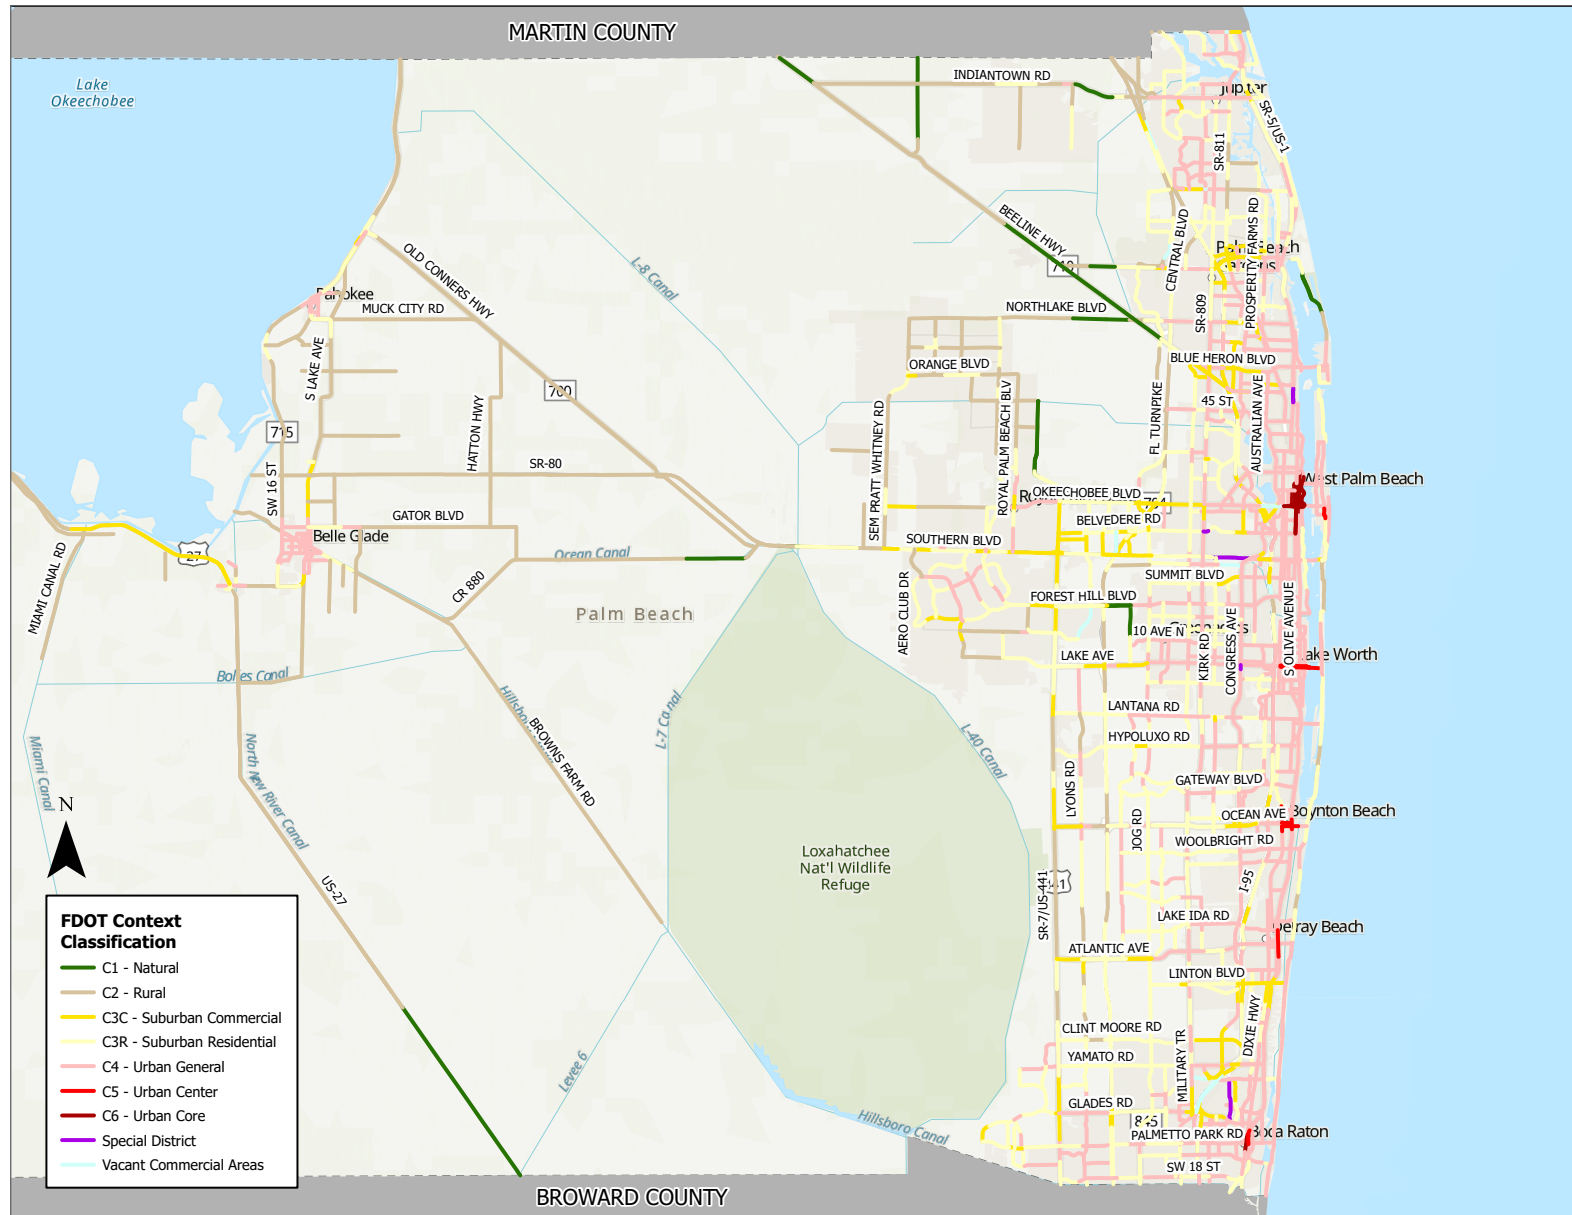 MARTIN COUNTY
Lake
Okeechobee
INDIANTOWN RD
Jupiter
SR-5/US-1
SR-811
OLD CONNERS HWY
L-8 Canal
BEELINE HWY
CENTRAL BLVD
PROSPERITY FARMS RD
Palm Beach
Gardens
710
Pahokee
MUCK CITY RD
NORTHLAKE BLVD
SR-809
S LAKE AVE
BLUE HERON BLVD
ORANGE BLVD
700
HATTON HWY
ROYAL PALM BEACH BLV
FL TURNPIKE
45 ST
AUSTRALIAN AVE
715
SEM PRATT WHITNEY RD
SR-80
SW 16 ST
West Palm Beach
OKEECHOBEE BLVD
704
GATOR BLVD
BELVEDERE RD
Belle Glade
SOUTHERN BLVD
27
Ocean Canal
SUMMIT BLVD
MIAMI CANAL RD
CR 880
AERO CLUB DR
FOREST HILL BLVD
Palm Beach
10 AVE N
Greenacres
KIRK RD
CONGRESS AVE
S OLIVE AVENUE
LAKE AVE
Lake Worth
Bolles Canal
Hillsboro
BROWNS FARM RD
L-7 Canal
L-40 Canal
LANTANA RD
HYPOLUXO RD
Miami Canal
North New River Canal
LYONS RD
GATEWAY BLVD
N
OCEAN AVE
Boynton Beach
JOG RD
WOOLBRIGHT RD
Loxahatchee
Nat'l Wildlife
Refuge
US-27
441
SR-7/US-441
I-95
LAKE IDA RD
Delray Beach
ATLANTIC AVE
LINTON BLVD
FDOT Context
Classification
C1 - Natural
C2 - Rural
C3C - Suburban Commercial
C3R - Suburban Residential
C4 - Urban General
C5 - Urban Center
C6 - Urban Core
Special District
Vacant Commercial Areas
CLINT MOORE RD
DIXIE HWY
YAMATO RD
MILITARY TR
Levee 6
GLADES RD
Hillsboro Canal
845
PALMETTO PARK RD
Boca Raton
SW 18 ST
BROWARD COUNTY